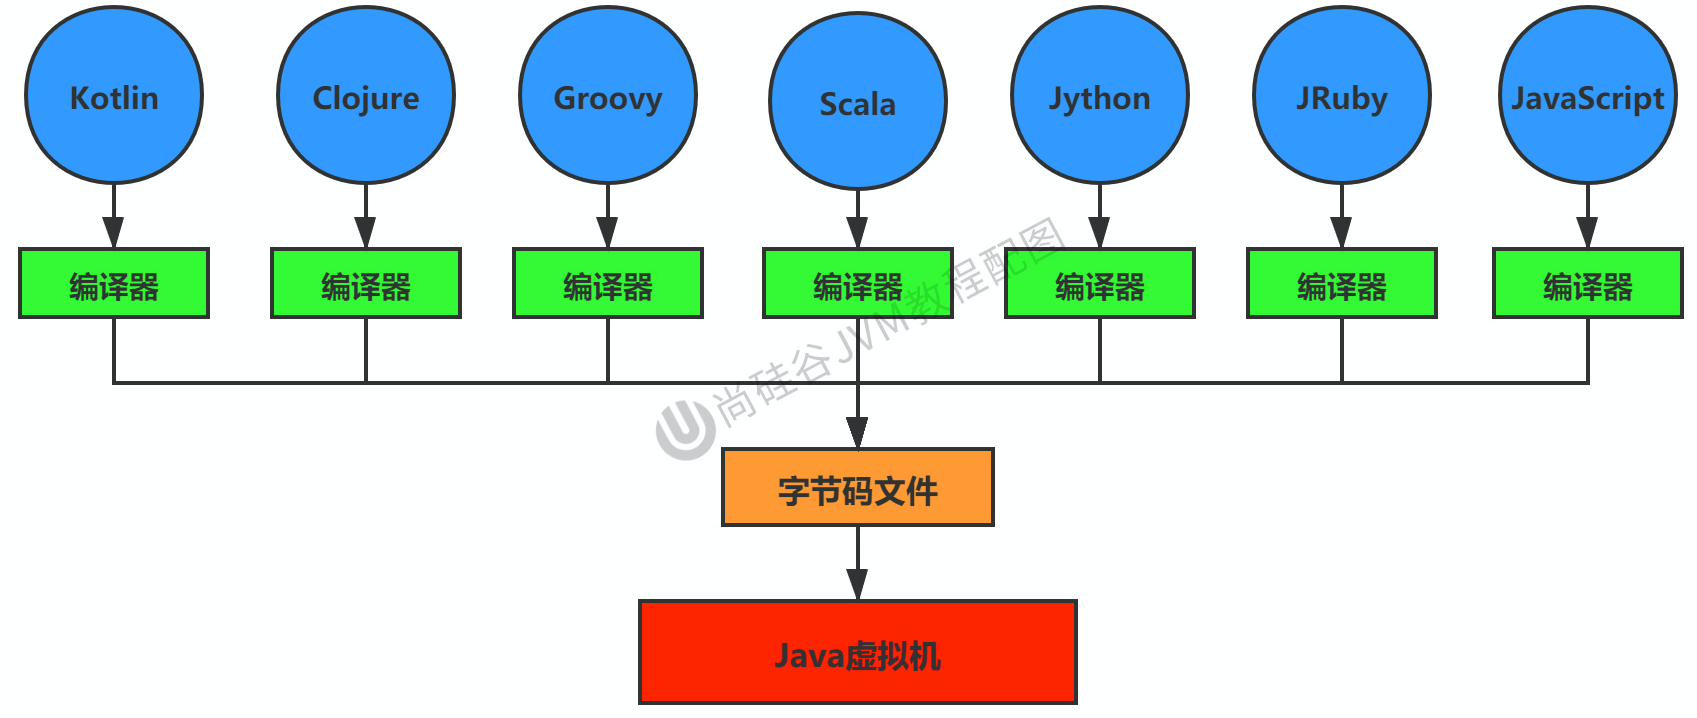 Kotlin
Clojure
Groovy
Scala
Jython
JRuby
JavaScript
编译器
编译器
编译器
编译器
编译器
编译器
编译器
尚硅谷JVM教程配图
字节码文件
Java虚拟机